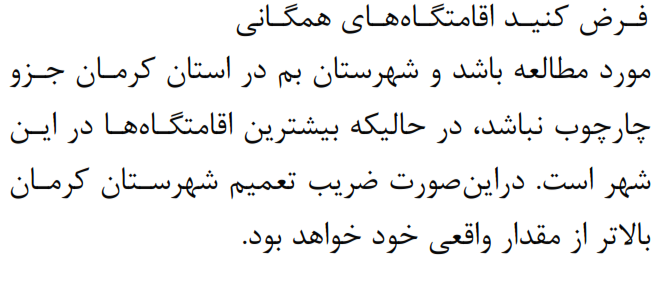 فرض کنید اقامتگاه‌های همگانی
مورد مطالعه باشد و شهرستان بم در استان کرمان جزو
چارچوب نباشد، در حالیکه بیشترین اقامتگاه‌ها در این
شهر است. دراین‌صورت ضریب تعمیم شهرستان کرمان
بالاتر از مقدار واقعی خود خواهد بود.